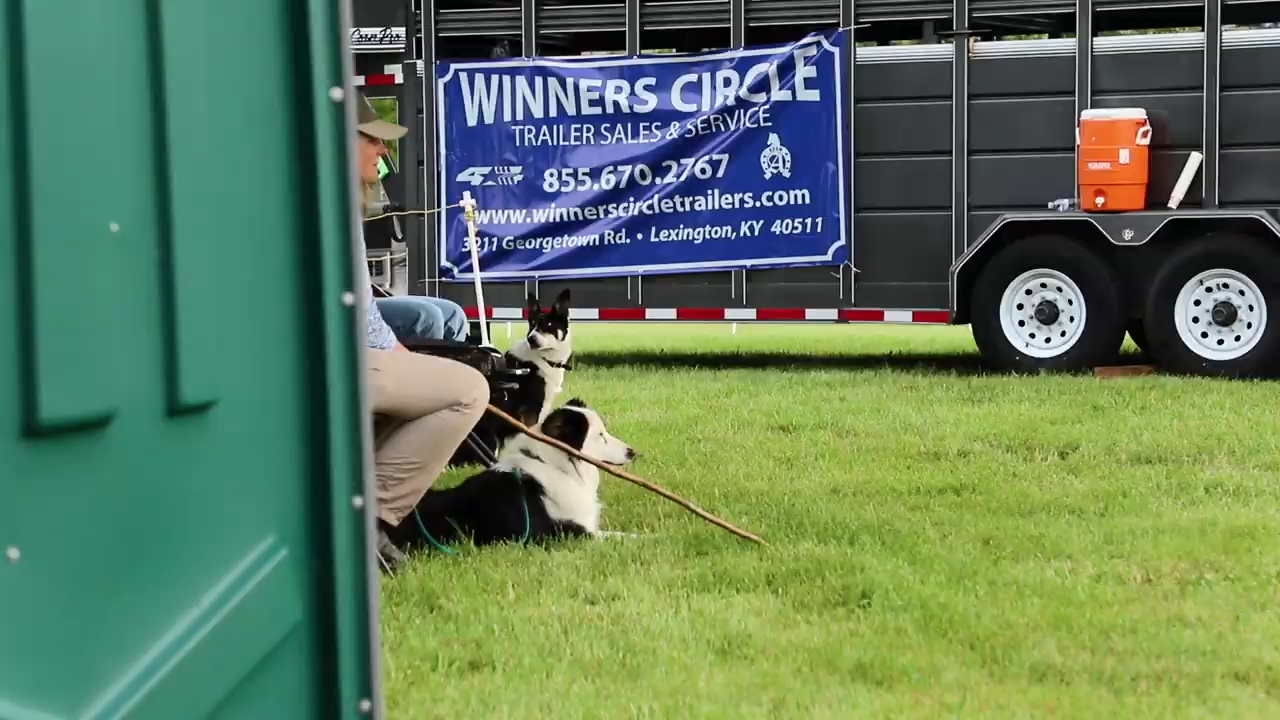 WINNERS CIRCLE
TRAILER SALES & SERVICE
855.670.2767
www.winnerscircletrailers.com
3211 Georgetown Rd. • Lexington, KY 40511